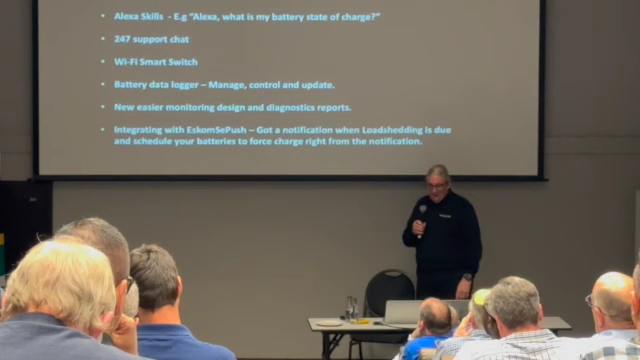 • Alexa Skills - E.g "Alexa, what is my battery state of charge?"
• 247 support chat
• Wi-Fi Smart Switch
• Battery data logger – Manage, control and update.
• New easier monitoring design and diagnostics reports.
• Integrating with EskomSePush – Got a notification when Loadshedding is due
and schedule your batteries to force charge right from the notification.